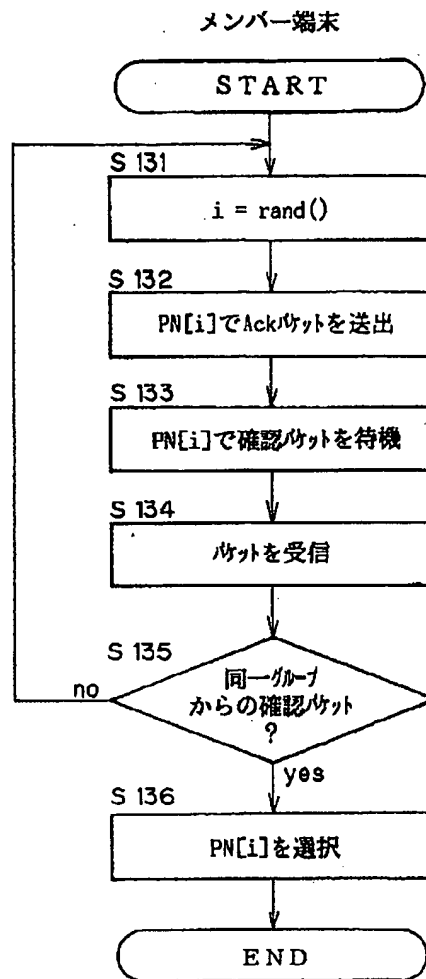 メンバー端末
START
S 131
i = rand()
S 132
PN[i]でAckパケットを送出
S 133
PN[i]で確認パケットを待機
S 134
パケットを受信
S 135
同一グループ
からの確認パケット
?
no
yes
S 136
PN[i]を選択
END